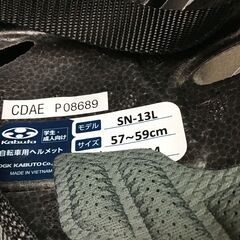 CDAE P08689
Kabuto
学生・成人向け
自転車用ヘルメット
OGK KABUTO Co.,
MADE IN VIETNAM
モデル SN-13L
サイズ 57~59cm